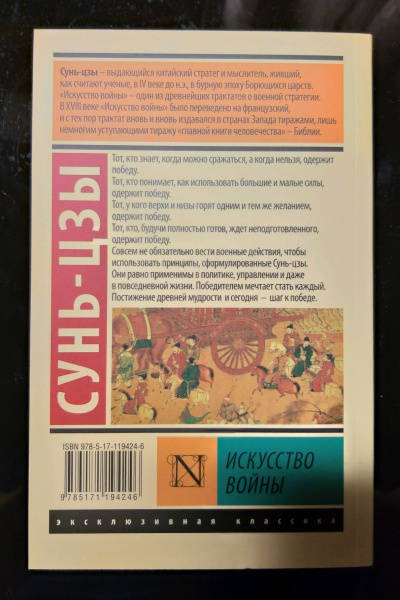 Сунь-цзы – выдающийся китайский стратег и мыслитель, живший,
как считают ученые, в IV веке до н.э., в бурную эпоху Борющихся царств.
«Искусство войны» – один из древнейших трактатов о военной стратегии.
В XVIII веке «Искусство войны» было переведено на французский,
и с тех пор трактат вновь и вновь издавался в странах Запада тиражами, лишь
немногим уступающими тиражу «главной книги человечества» – Библии.
СУНЬ-ЦЗЫ
Тот, кто знает, когда можно сражаться, а когда нельзя, одержит
победу.
Тот, кто понимает, как использовать большие и малые силы,
одержит победу.
Тот, у кого верхи и низы горят одним и тем же желанием,
одержит победу.
Тот, кто, будучи полностью готов, ждет неподготовленного,
одержит победу.
Совсем не обязательно вести военные действия, чтобы
использовать принципы, сформулированные Сунь-цзы.
Они равно применимы в политике, управлении и даже
в повседневной жизни. Победителем мечтает стать каждый.
Постижение древней мудрости и сегодня – шаг к победе.
ISBN 978-5-17-119424-6
9 785171 194246
N
ИСКУССТВО
ВОЙНЫ
эксклюзивная классика